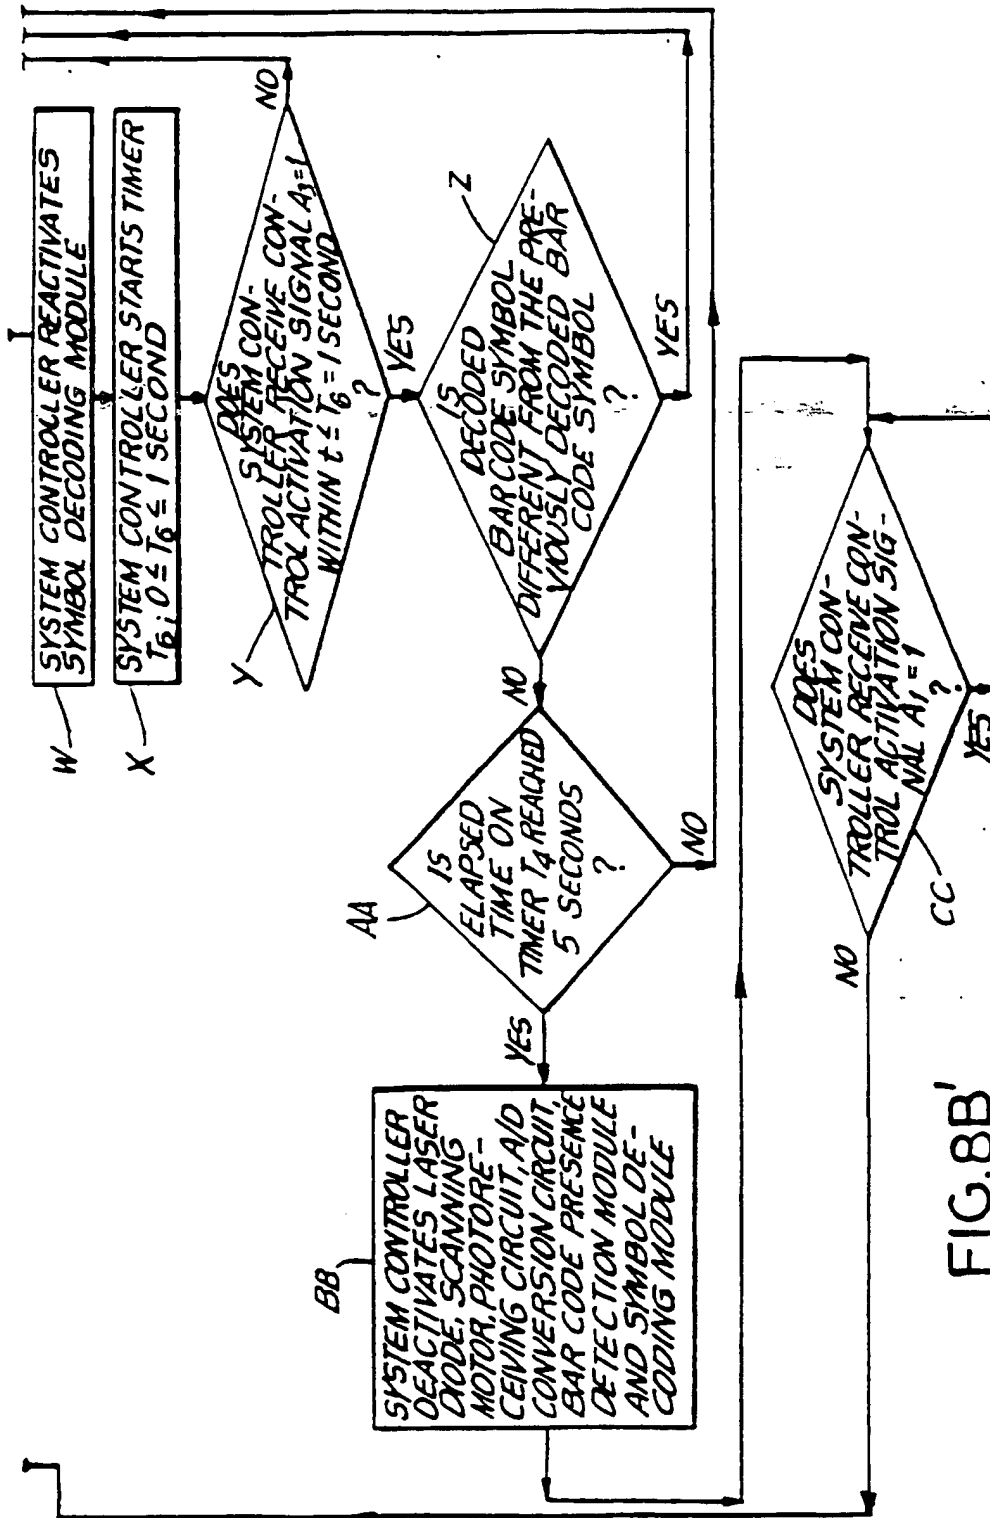 W
SYSTEM CONTROLLER REACTIVATES
SYMBOL DECODING MODULE
X
SYSTEM CONTROLLER STARTS TIMER
T6; 0 ≤ T6 ≤ 1 SECOND
Y
DOES
SYSTEM CON-
TROLLER RECEIVE CON-
TROL ACTIVATION SIGNAL A3=1
WITHIN t ≤ T6 = 1 SECOND
?
NO
YES
Z
IS
DECODED
BAR CODE SYMBOL
DIFFERENT FROM THE PRE-
VIOUSLY DECODED BAR
CODE SYMBOL
?
NO
YES
AA
IS
ELAPSED
TIME ON
TIMER T4 REACHED
5 SECONDS
?
YES
NO
BB
SYSTEM CONTROLLER
DEACTIVATES LASER
DIODE, SCANNING
MOTOR, PHOTORE-
CEIVING CIRCUIT, A/D
CONVERSION CIRCUIT,
BAR CODE PRESENCE
DETECTION MODULE
AND SYMBOL DE-
CODING MODULE
DOES
SYSTEM CON-
TROLLER RECEIVE CON-
TROL ACTIVATION SIG-
NAL A1 = 1
?
NO
YES
CC
FIG.8B'